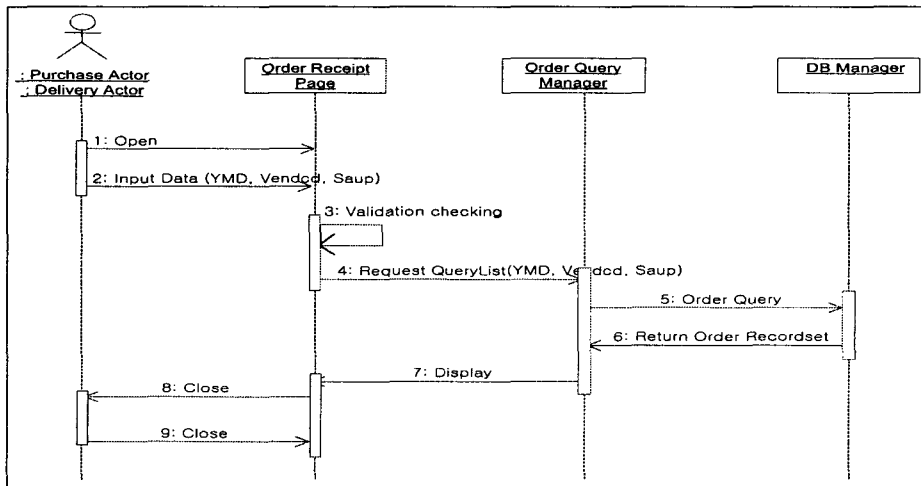 : Purchase Actor
: Delivery Actor
Order Receipt
Page
Order Query
Manager
DB Manager
1: Open
2: Input Data (YMD, Vendcd, Saup)
3: Validation checking
4: Request QueryList(YMD, Vendcd, Saup)
5: Order Query
6: Return Order Recordset
7: Display
8: Close
9: Close